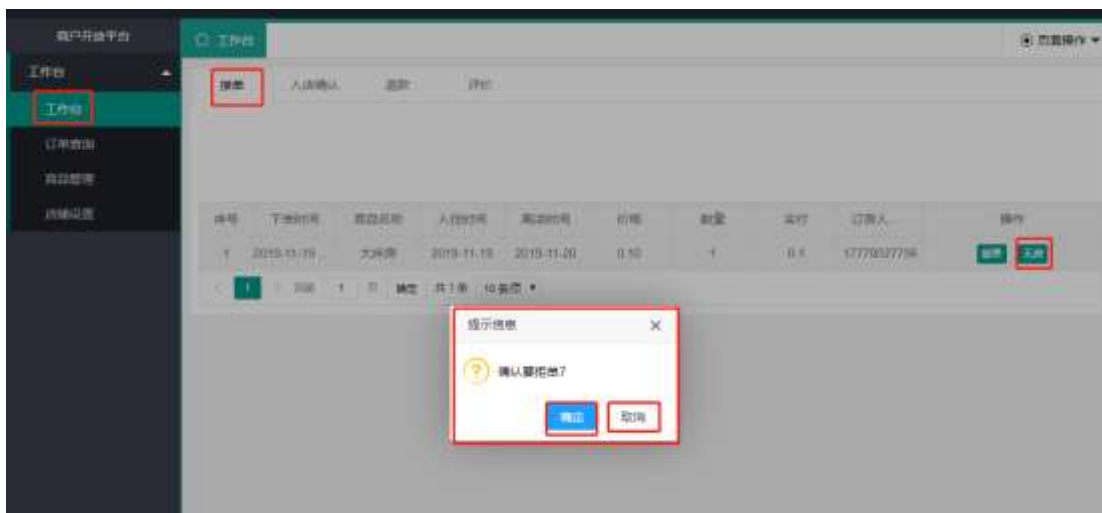 商户开放平台
工作台
页面操作
工作台
接单
入店确认
退款
评价
工作台
订单查询
商品管理
店铺设置
序号 下单时间 商品名称 入住时间 离店时间 价格 数量 实付 订购人... 操作
1 2019-11-19... 大床房 2019-11-19 2019-11-20 0.10 1 0.1 接单 无房
1 到第 1 页 确定 共 1 条 10 条/页
提示信息
确认要拒单?
确定 取消